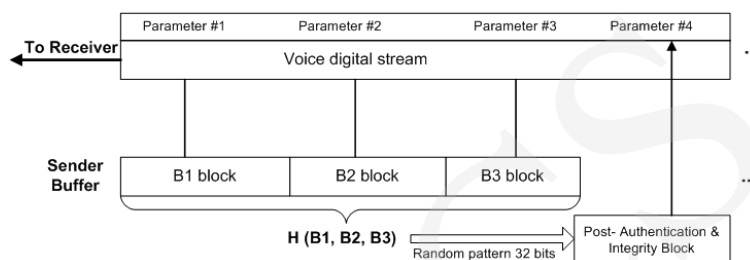 Parameter #1 Parameter #2 Parameter #3 Parameter #4
To Receiver
Voice digital stream
Sender Buffer
B1 block B2 block B3 block
H (B1, B2, B3)
Random pattern 32 bits
Post- Authentication &
Integrity Block